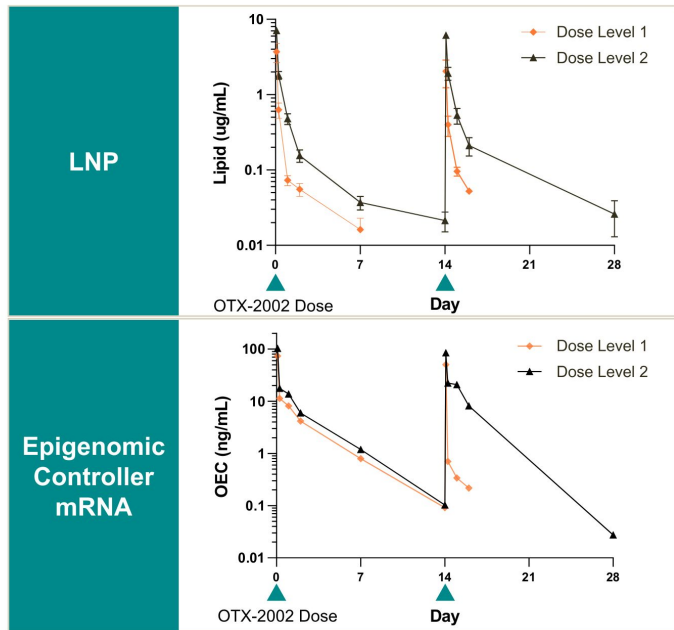 LNP
Lipid (ug/mL)
10
1
0.1
0.01
0
7
14
21
28
Dose Level 1
Dose Level 2
OTX-2002 Dose
Day
Epigenomic
Controller
mRNA
OEC (ng/mL)
100
10
1
0.1
0.01
0
7
14
21
28
Dose Level 1
Dose Level 2
OTX-2002 Dose
Day